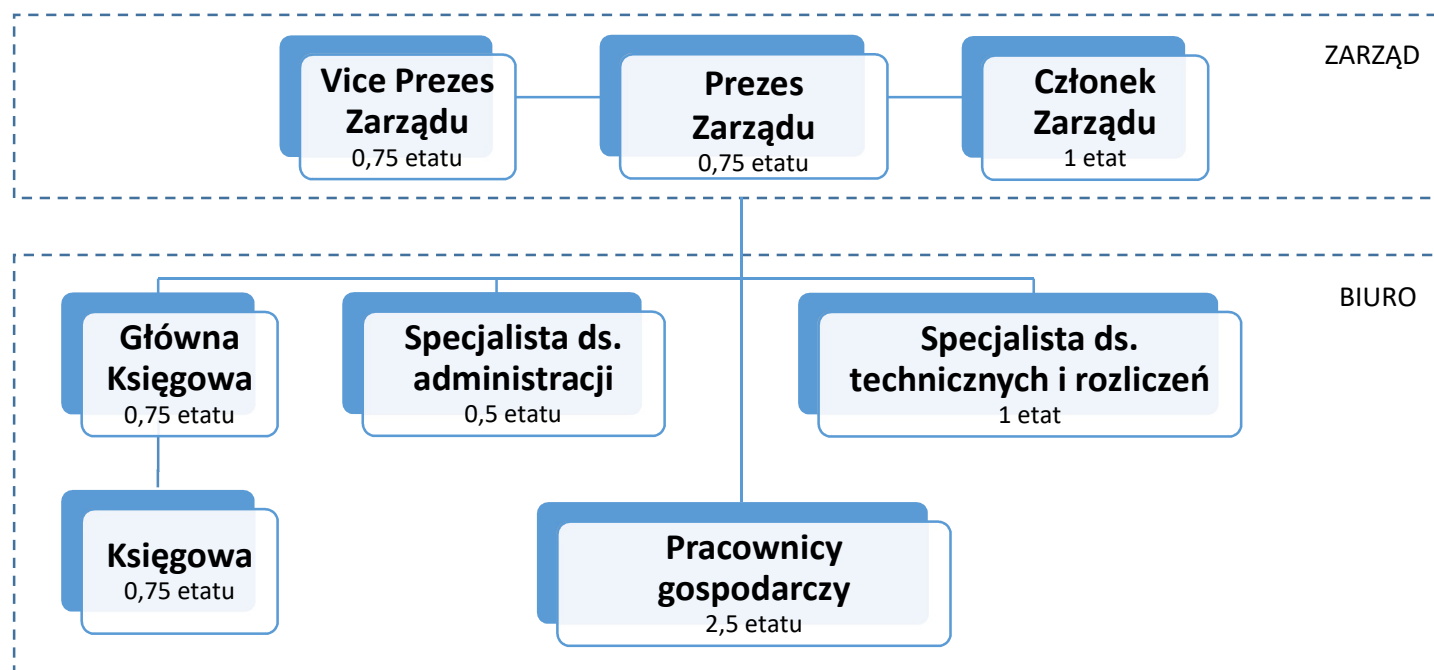 ZARZĄD
Vice Prezes
Zarządu
0,75 etatu
Prezes
Zarządu
0,75 etatu
Członek
Zarządu
1 etat
BIURO
Główna
Księgowa
0,75 etatu
Specjalista ds.
administracji
0,5 etatu
Specjalista ds.
technicznych i rozliczeń
1 etat
Księgowa
0,75 etatu
Pracownicy
gospodarczy
2,5 etatu